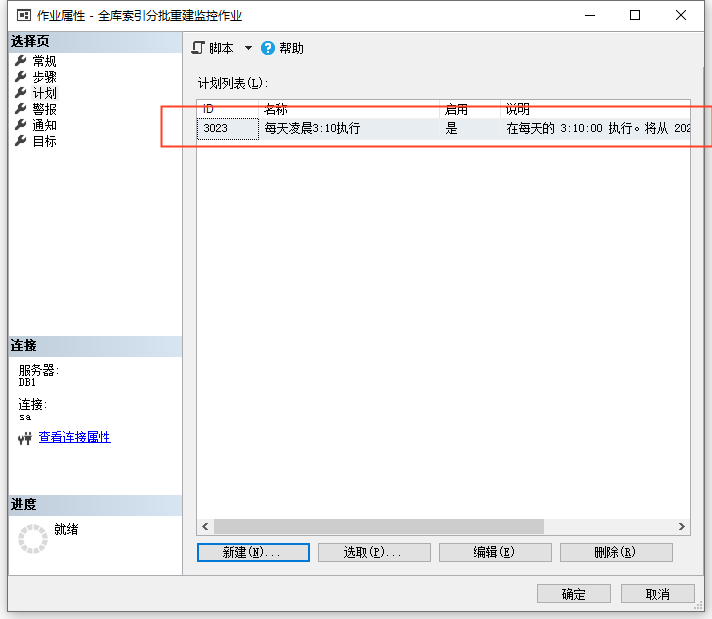 作业属性 - 全库索引分批重建监控作业
选择页
常规
步骤
计划
警报
通知
目标
脚本
帮助
计划列表(L):
ID 名称 启用 说明
3023 每天凌晨3:10执行 是 在每天的 3:10:00 执行。将从 202
连接
服务器:
DB1
连接:
sa
查看连接属性
进度
就绪
新建(N)... 选取(P)... 编辑(E) 删除(R)
确定 取消